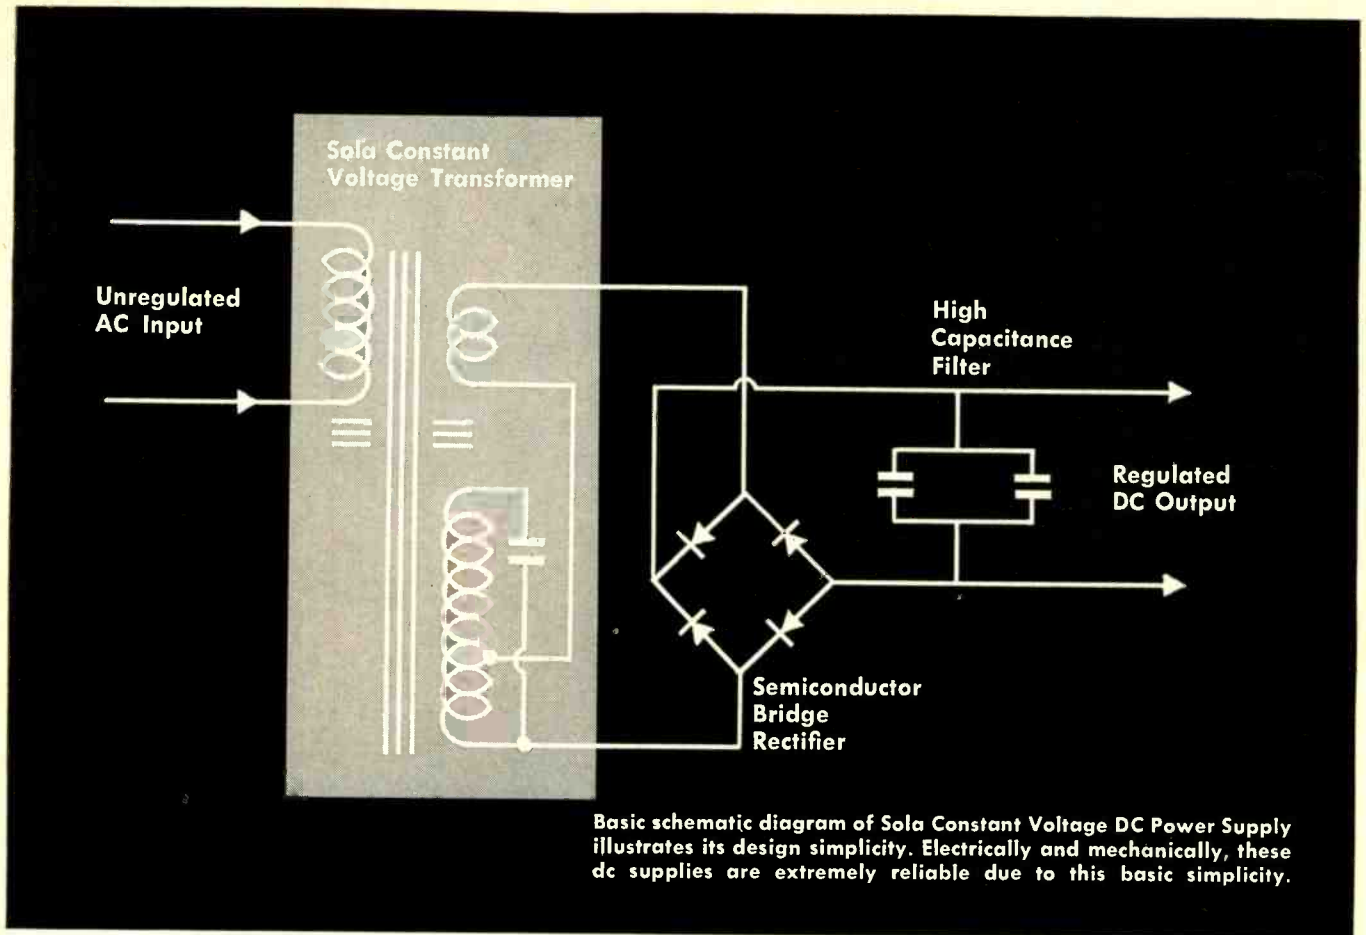 Sola Constant
Voltage Transformer
Unregulated
AC Input
High
Capacitance
Filter
Regulated
DC Output
Semiconductor
Bridge
Rectifier
Basic schematic diagram of Sola Constant Voltage DC Power Supply
illustrates its design simplicity. Electrically and mechanically, these
dc supplies are extremely reliable due to this basic simplicity.